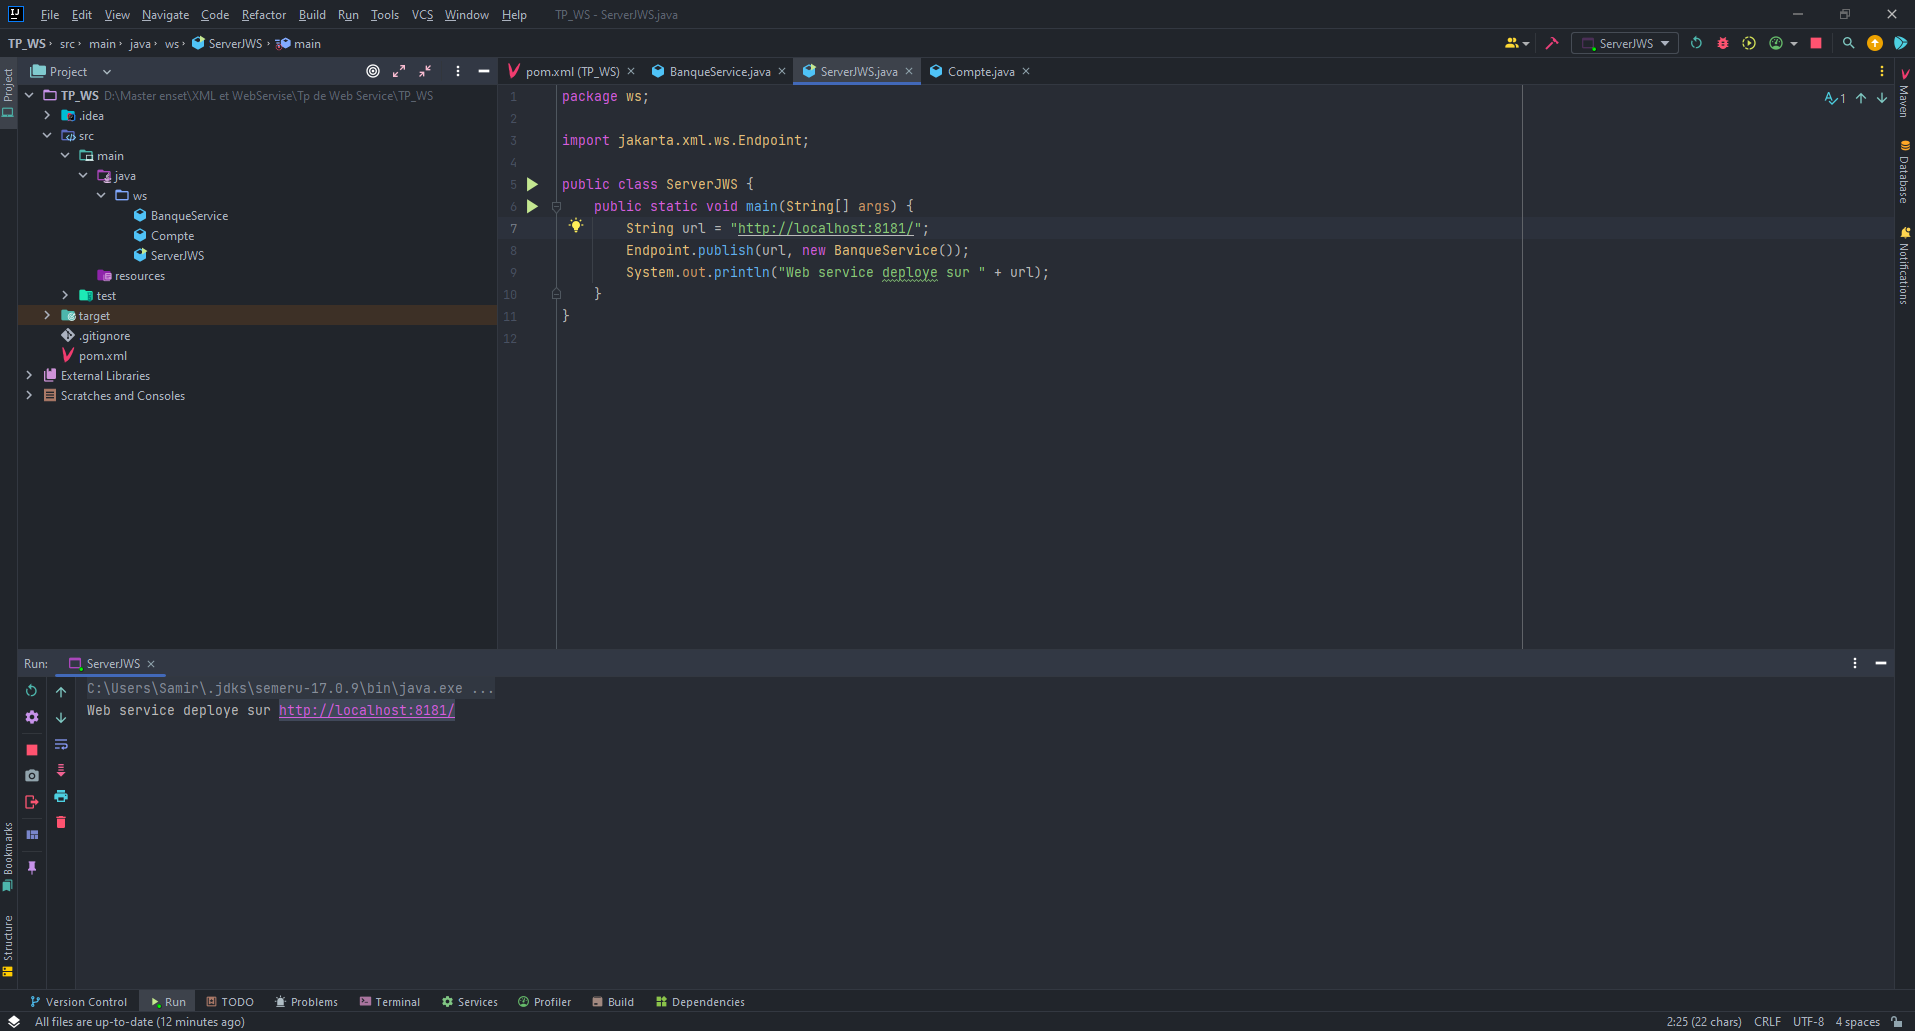 File Edit View Navigate Code Refactor Build Run Tools VCS Window Help TP_WS - ServerJWS.java
TP_WS src main java ws ServerJWS main
ServerJWS
Project
pom.xml (TP_WS) BanqueService.java ServerJWS.java Compte.java
TP_WS D:\Master enset\XML et WebServise\Tp de Web Service\TP_WS
.idea
src
main
java
ws
BanqueService
Compte
ServerJWS
resources
test
target
.gitignore
pom.xml
External Libraries
Scratches and Consoles
1 package ws;
2
3 import jakarta.xml.ws.Endpoint;
4
5 public class ServerJWS {
6 public static void main(String[] args) {
7 String url = "http://localhost:8181/";
8 Endpoint.publish(url, new BanqueService());
9 System.out.println("Web service deploye sur " + url);
10 }
11 }
12
1
Project
Bookmarks
Structure
Maven
Database
Notifications
Run: ServerJWS
C:\Users\Samir\.jdks\semeru-17.0.9\bin\java.exe ...
Web service deploye sur http://localhost:8181/
Version Control Run TODO Problems Terminal Services Profiler Build Dependencies
All files are up-to-date (12 minutes ago) 2:25 (22 chars) CRLF UTF-8 4 spaces